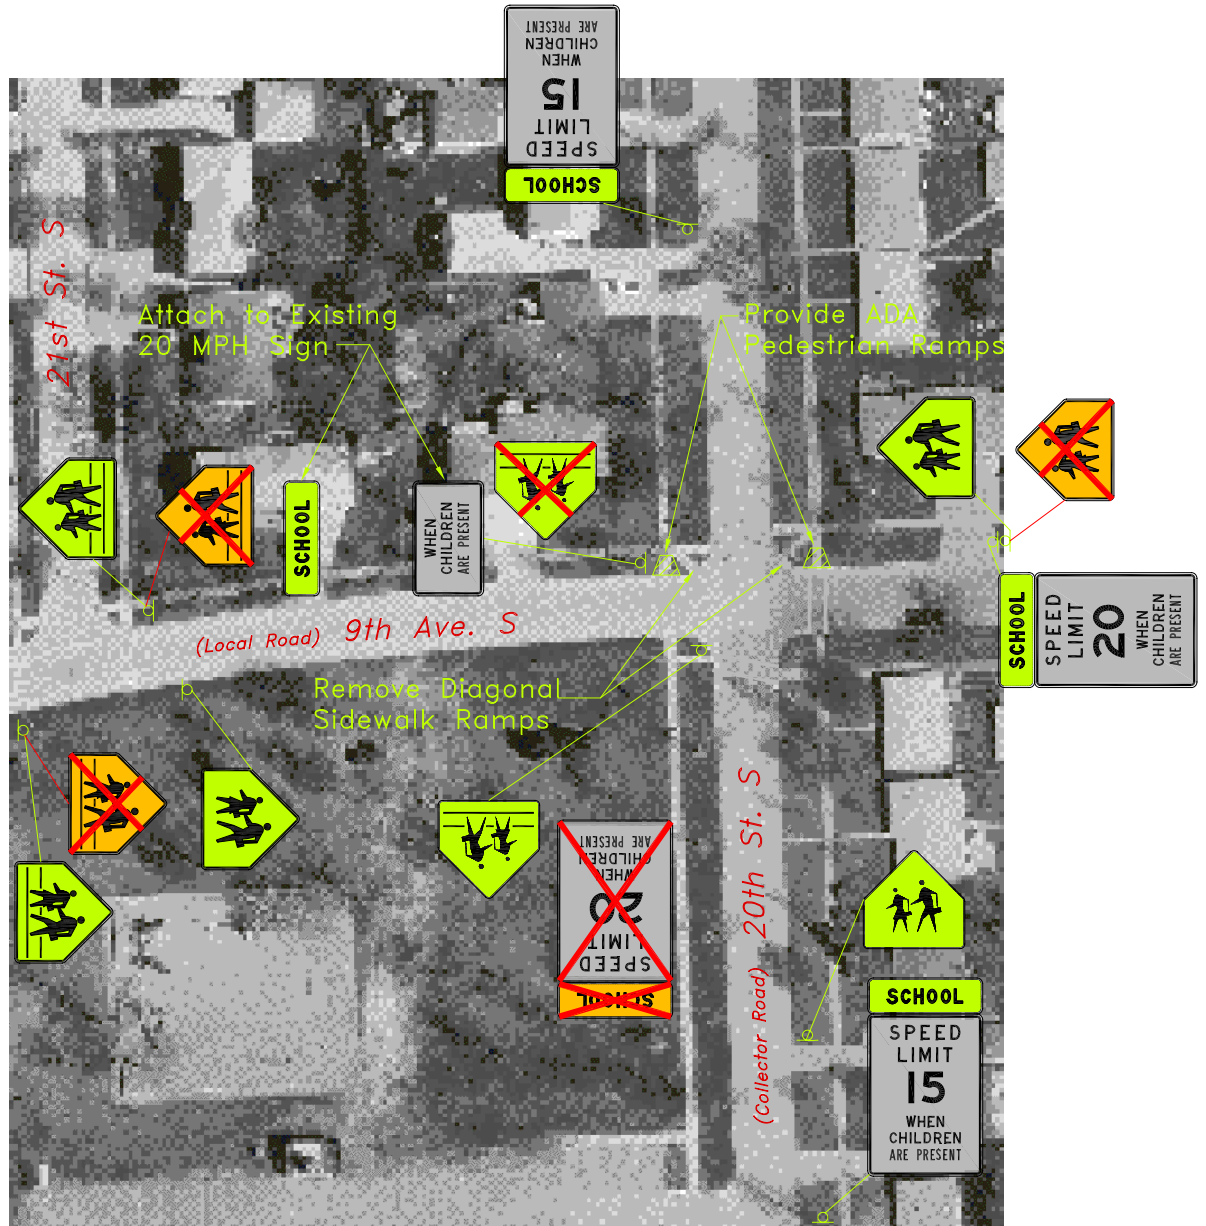 SCHOOL
SPEED
LIMIT
15
WHEN
CHILDREN
ARE PRESENT
21st St. S
Attach to Existing
20 MPH Sign
Provide ADA
Pedestrian Ramps
SCHOOL
WHEN
CHILDREN
ARE PRESENT
(Local Road) 9th Ave. S
SCHOOL
SPEED
LIMIT
20
WHEN
CHILDREN
ARE PRESENT
Remove Diagonal
Sidewalk Ramps
SCHOOL
SPEED
LIMIT
20
WHEN
CHILDREN
ARE PRESENT
(Collector Road) 20th St. S
SCHOOL
SPEED
LIMIT
15
WHEN
CHILDREN
ARE PRESENT